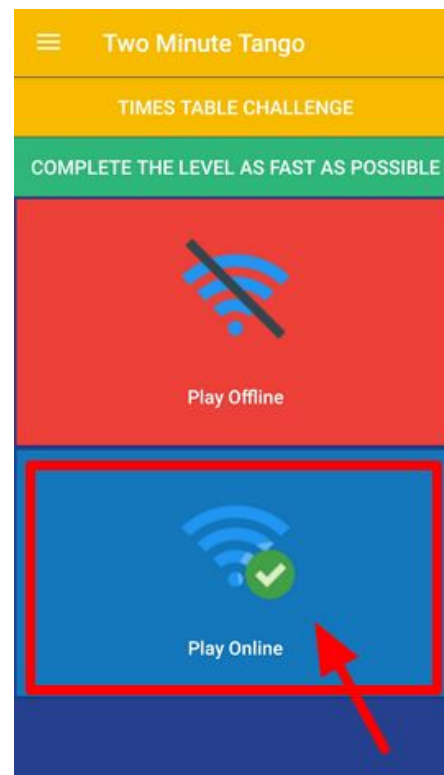 Two Minute Tango
TIMES TABLE CHALLENGE
COMPLETE THE LEVEL AS FAST AS POSSIBLE
Play Offline
Play Online